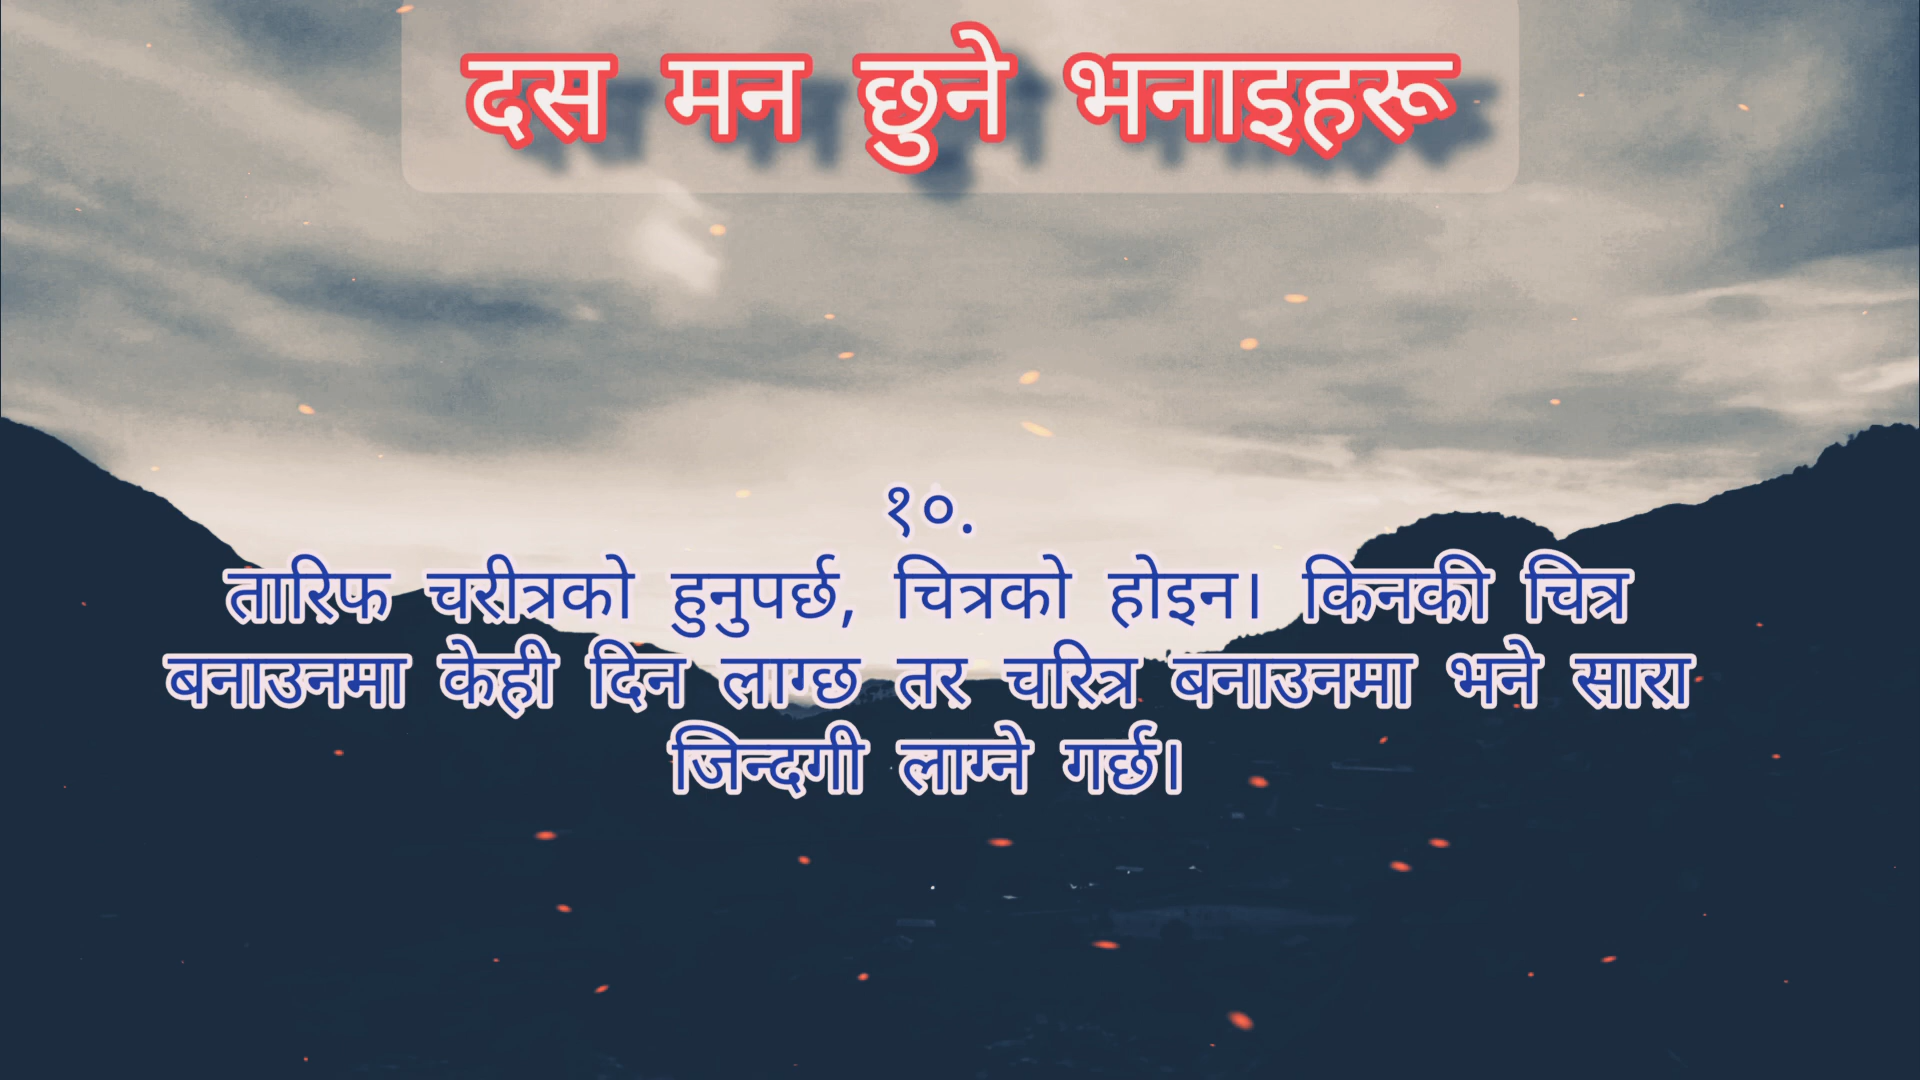 दस मन छुने भनाइहरू
१०.
तारिफ चरीत्रको हुनुपर्छ, चित्रको होइन। किनकी चित्र
बनाउनमा केही दिन लाग्छ तर चरित्र बनाउनमा भने सारा
जिन्दगी लाग्ने गर्छ।